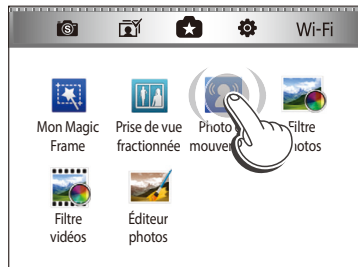 Wi-Fi
Mon Magic
Frame
Prise de vue
fractionnée
Photo
Filtre
Filtre
vidéos
Éditeur
photos